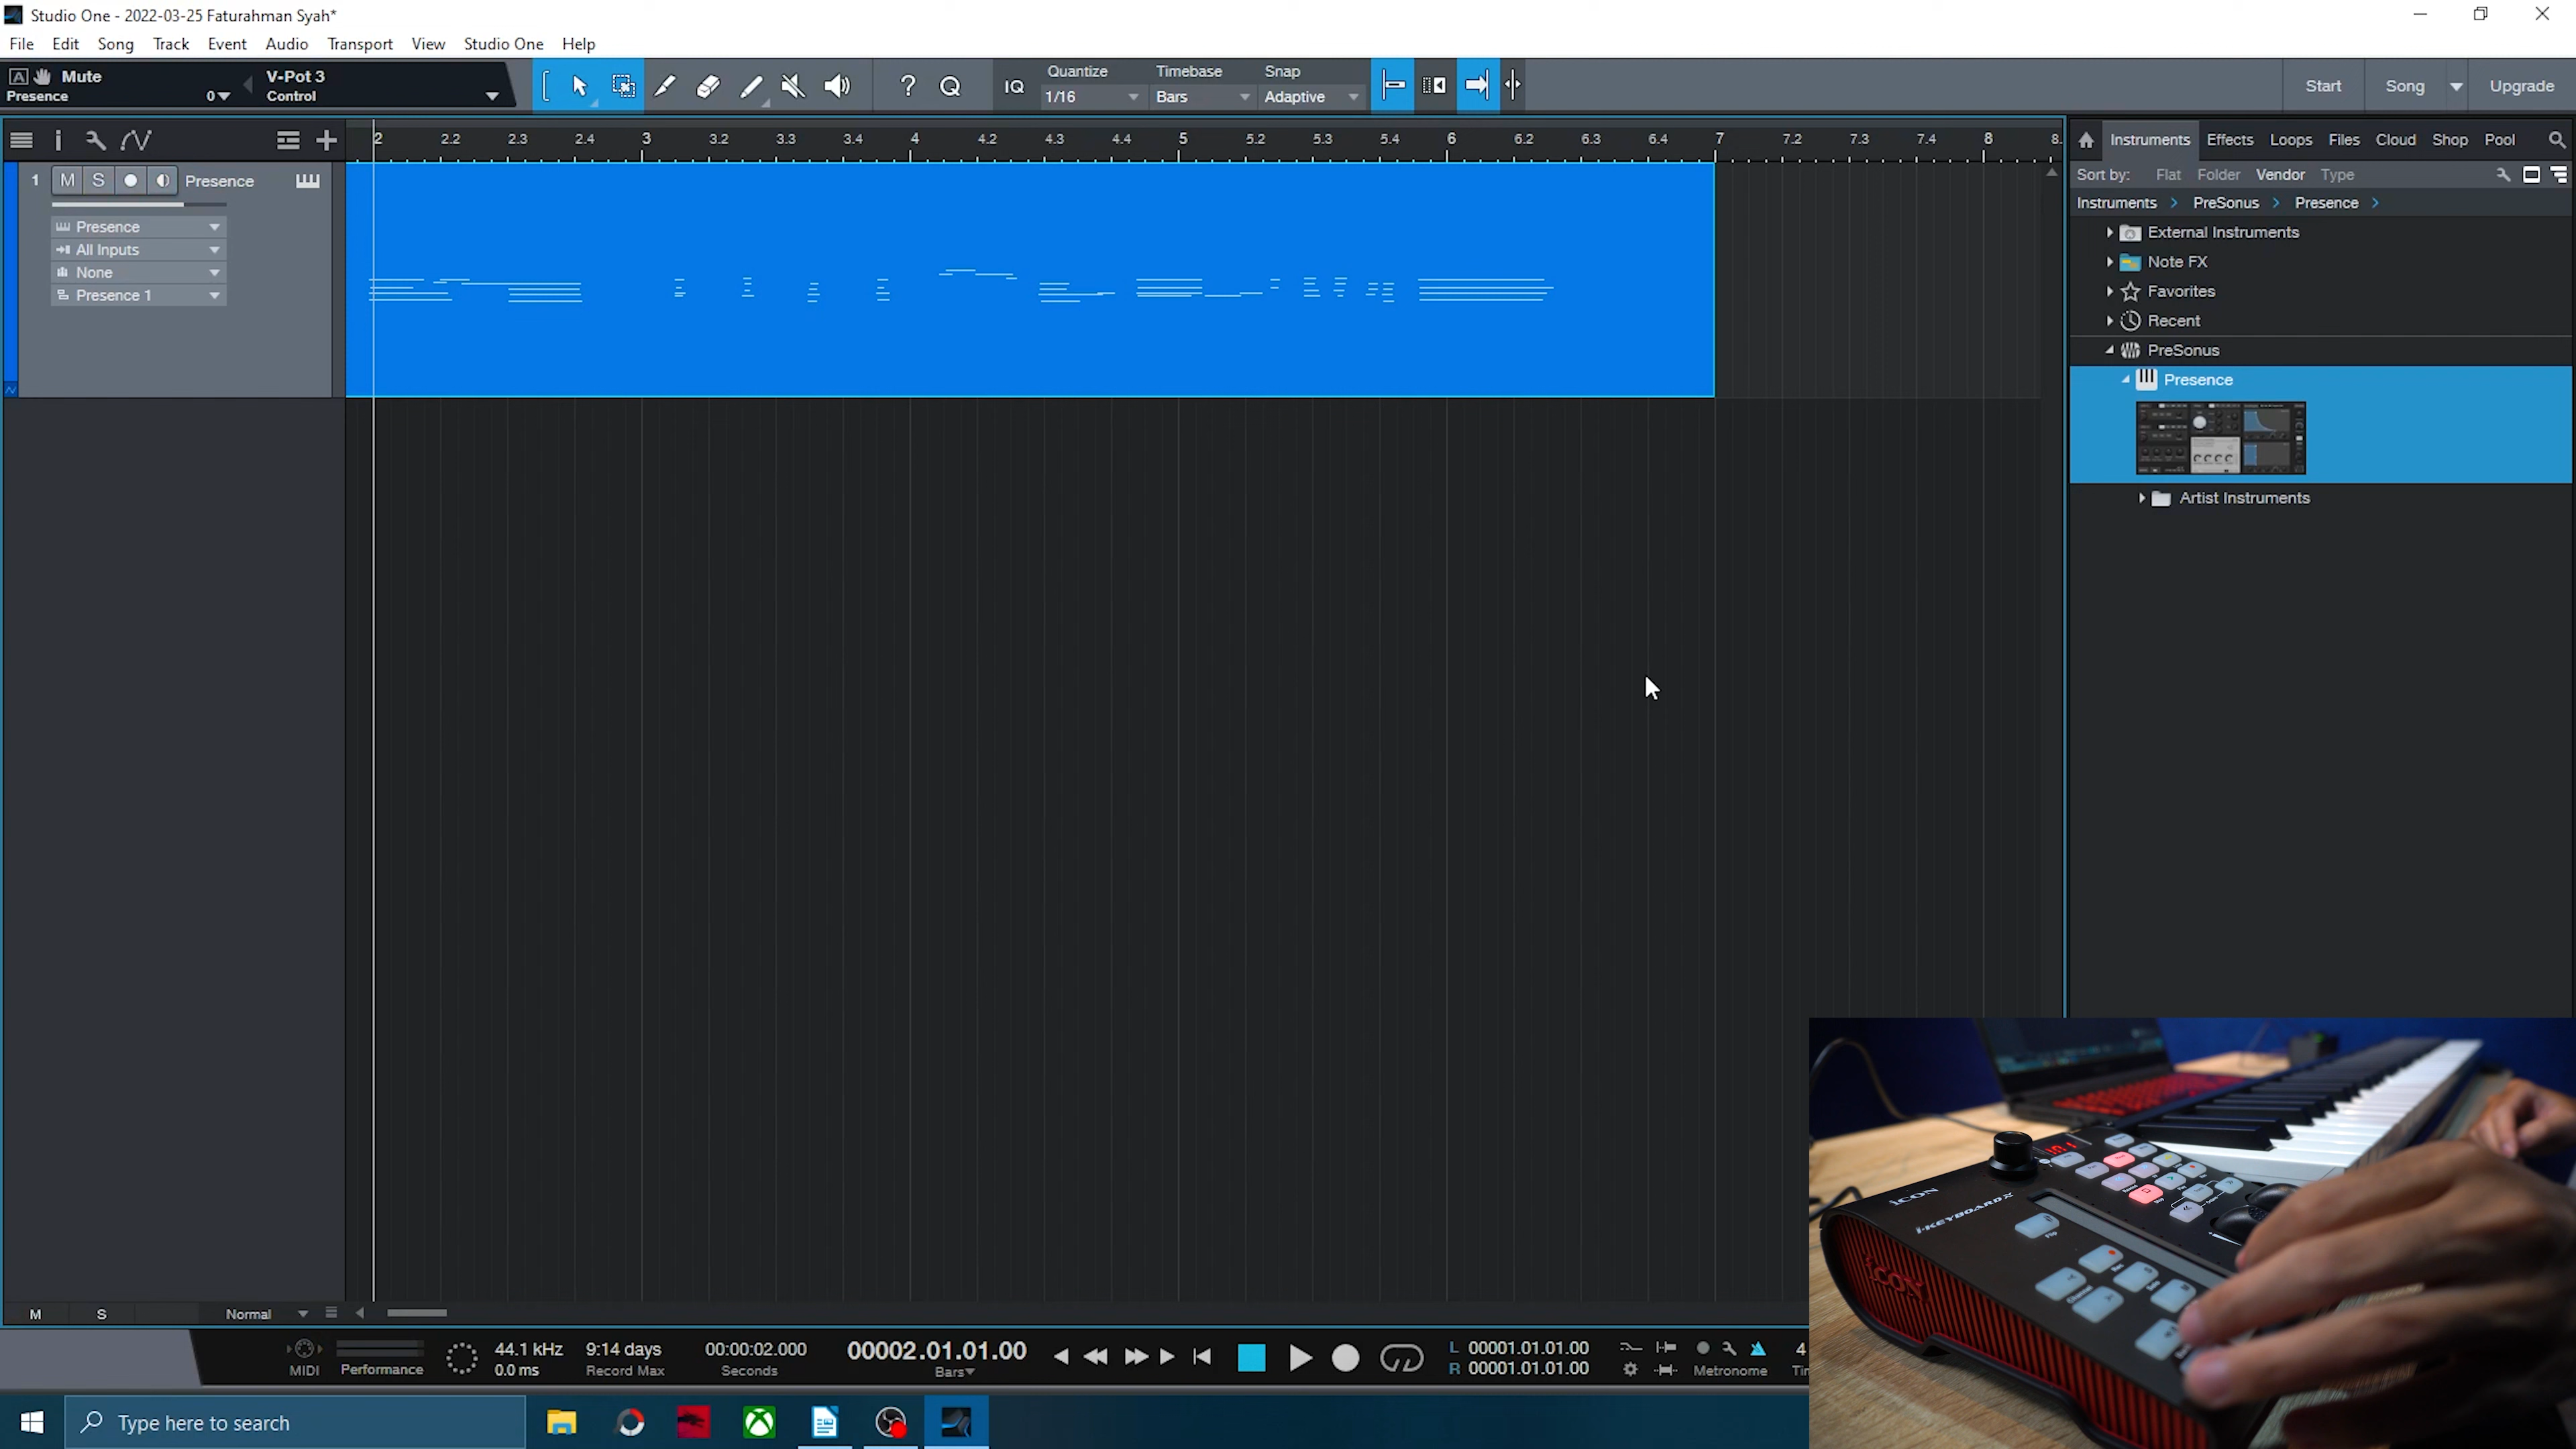 Studio One - 2022-03-25 Faturahman Syah*
File Edit Song Track Event Audio Transport View Studio One Help
Mute
Presence 0
V-Pot 3
Control
IQ
Quantize
1/16
Timebase
Bars
Snap
Adaptive
Start Song Upgrade
2 2.2 2.3 2.4 3 3.2 3.3 3.4 4 4.2 4.3 4.4 5 5.2 5.3 5.4 6 6.2 6.3 6.4 7 7.2 7.3 7.4 8 8.
1 M S Presence
Presence
All Inputs
None
Presence 1
Instruments Effects Loops Files Cloud Shop Pool
Sort by: Flat Folder Vendor Type
Instruments > PreSonus > Presence >
External Instruments
Note FX
Favorites
Recent
PreSonus
Presence
Artist Instruments
M S Normal
MIDI
Performance
44.1 kHz
0.0 ms
9:14 days
Record Max
00:00:02.000
Seconds
00002.01.01.00
Bars
L 00001.01.01.00
R 00001.01.01.00
Metronome
4
Type here to search
iCON
i-KEYBOARD X
iCON